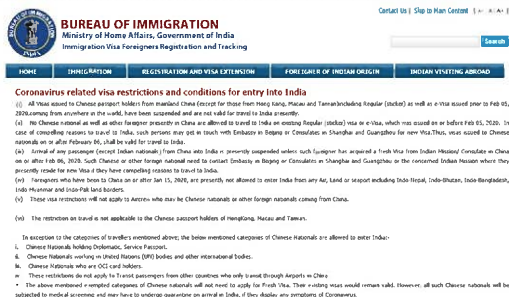 Contact Us | Skip to Main Content | A- A A+
BUREAU OF IMMIGRATION
Ministry of Home Affairs, Government of India
Immigration Visa Foreigners Registration and Tracking
Search
HOME IMMIGRATION REGISTRATION AND VISA EXTENSION FOREIGNER OF INDIAN ORIGIN INDIAN VISITING ABROAD
Coronavirus related visa restrictions and conditions for entry into India
(i) All Visas issued to Chinese passport holders from mainland China (except for those from Hong Kong, Macau and Taiwan)including Regular (sticker) as well as e-Visa issued prior to Feb 05,
2020,coming from anywhere in the world, have been suspended and are not valid for travel to India presently.
(ii) No Chinese national as well as other foreigner presently in China are allowed to travel to India on existing Regular (sticker) visa or e-Visa, which was issued on or before Feb 05, 2020. In
case of compelling reasons to travel to India, such persons may get in touch with Embassy in Beijing or Consulates in Shanghai and Guangzhou for new Visa.Thus, visas issued to Chinese
nationals on or after February 06, shall be valid for travel to India.
(iii) Arrival of any passenger (except Indian national) from China into India is presently suspended unless such foreigner has acquired a fresh Visa from Indian Mission/ Consulate in China
on or after Feb 06, 2020. Such Chinese or other foreign national need to contact Embassy in Beijing or Consulates in Shanghai and Guangzhou or the concerned Indian Mission where they
presently reside for new Visa if they have compelling reasons to travel to India.
(iv) Foreigners who have been to China on or after Jan 15, 2020, are presently not allowed to enter India from any Air, Land or Seaport including Indo Nepal, Indo-Bhutan, Indo-Bangladesh,
Indo Myanmar and Indo-Pak land borders.
(v) These visa restrictions will not apply to Aircrew who may be Chinese nationals or other foreign nationals coming from China.
(vi) The restriction on travel is not applicable to the Chinese passport holders of HongKong, Macau and Taiwan.
In exception to the categories of travellers mentioned above; the below mentioned categories of Chinese Nationals are allowed to enter India:-
i. Chinese Nationals holding Diplomatic, Service Passport.
ii. Chinese Nationals working in United Nations (UN) bodies and other international bodies.
iii. Chinese Nationals who are OCI card holders.
iv These restrictions do not apply to Transit passengers from other countries who only transit through Airports in China
• The above mentioned exempted categories of Chinese nationals will not need to apply for Fresh Visa. Their existing visas would remain valid. However, all such Chinese nationals will be
subjected to medical screening and may have to undergo quarantine on arrival in India, if they display any symptoms of Coronavirus.